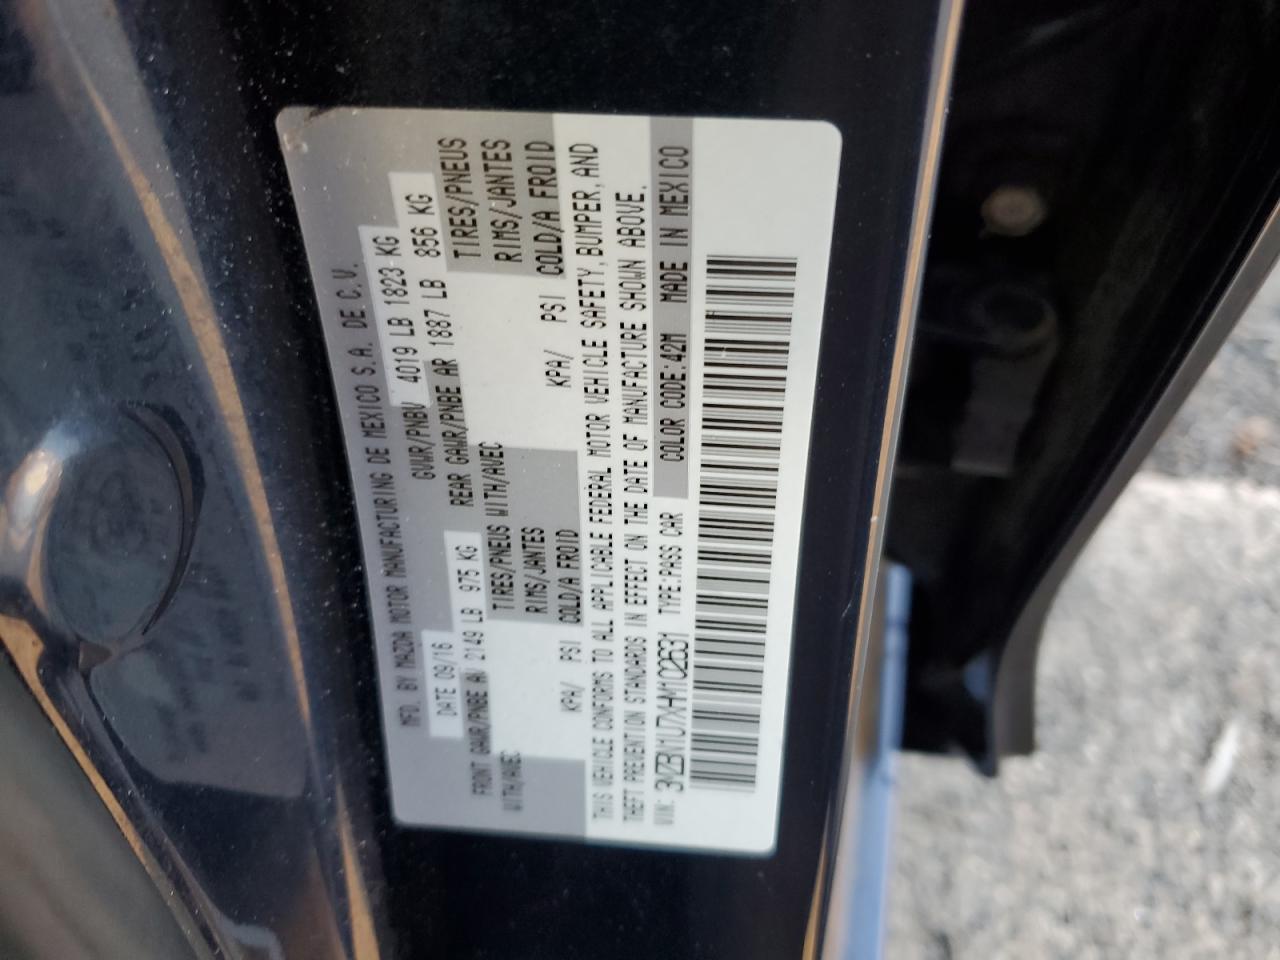 MFD. BY MAZDA MOTOR MANUFACTURING DE MEXICO S.A. DE.C.V.
DATE 09/16 GVWR/PNBV 4019 LB 1823 KG
FRONT GAWR/PNBE AV 2149 LB 975 KG REAR GAWR/PNBE AR 1887 LB 856 KG
WITH/AVEC TIRES/PNEUS WITH/AVEC TIRES/PNEUS
RIMS/JANTES RIMS/JANTES
KPA/ PSI COLD/A FROID KPA/ PSI COLD/A FROID
THIS VEHICLE CONFORMS TO ALL APPLICABLE FEDERAL MOTOR VEHICLE SAFETY, BUMPER, AND
THEFT PREVENTION STANDARDS IN EFFECT ON THE DATE OF MANUFACTURE SHOWN ABOVE.
VIN: 3MZBN1U7XHM102631 TYPE:PASS CAR COLOR CODE:42M MADE IN MEXICO